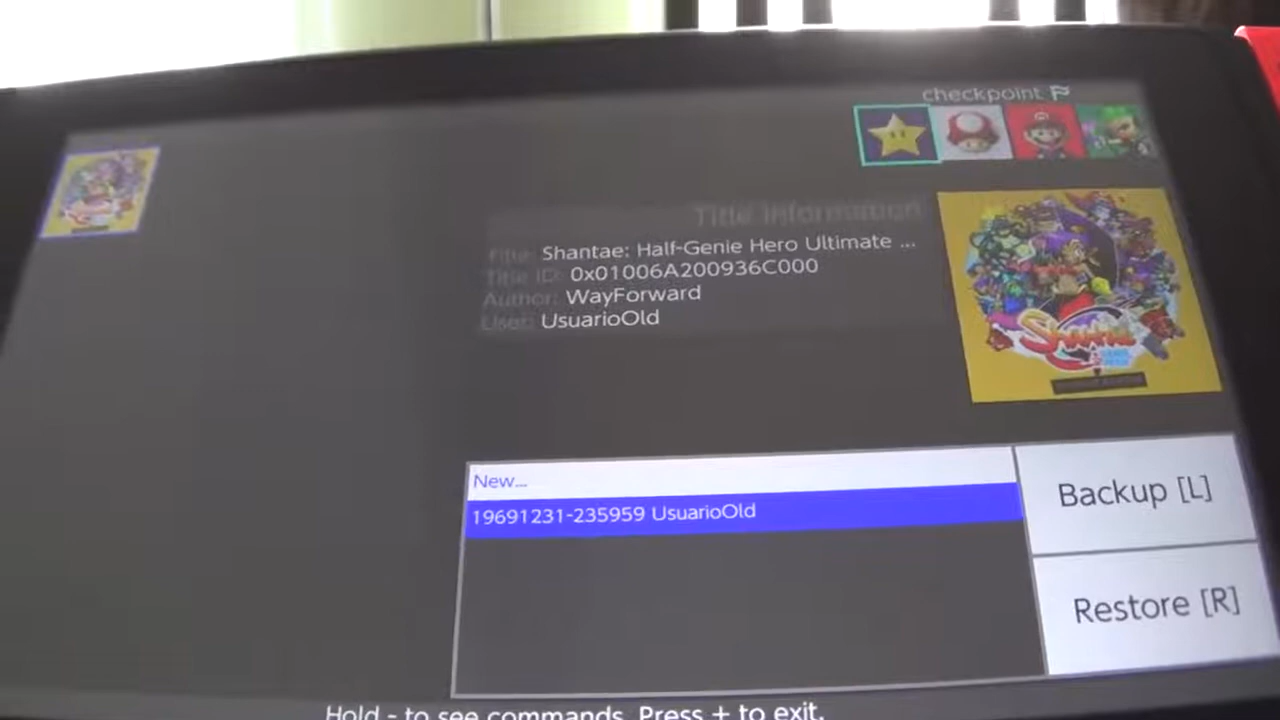 checkpoint
Title Information
Title: Shantae: Half-Genie Hero Ultimate ...
Title ID: 0x01006A200936C000
Author: WayForward
User: UsuarioOld
Shantae
New...
19691231-235959 UsuarioOld
Backup [L]
Restore [R]
Hold - to see commands. Press + to exit.